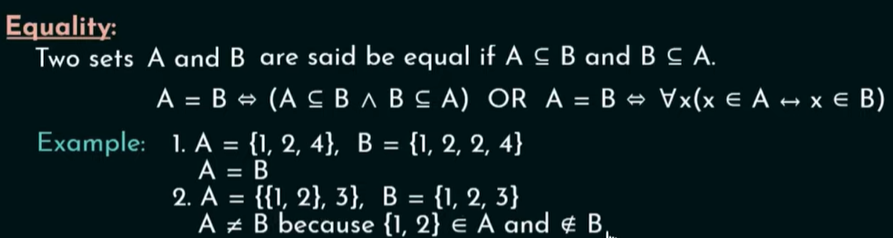 Equality:
Two sets A and B are said be equal if A ⊆ B and B ⊆ A.
A = B ⇔ (A ⊆ B ∧ B ⊆ A) OR A = B ⇔ ∀x(x ∈ A ↔ x ∈ B)
Example: 1. A = {1, 2, 4}, B = {1, 2, 2, 4}
A = B
2. A = {{1, 2}, 3}, B = {1, 2, 3}
A ≠ B because {1, 2} ∈ A and ∉ B.